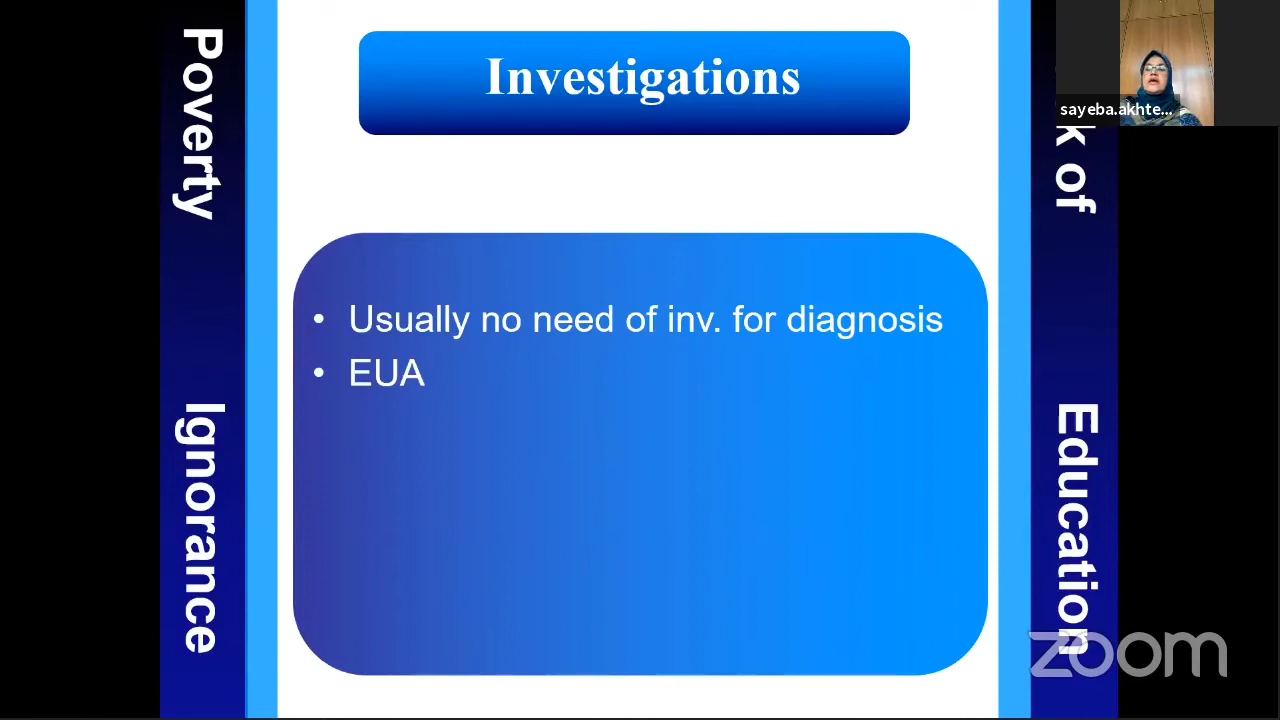 Poverty
Ignorance
Investigations
• Usually no need of inv. for diagnosis
• EUA
sayeba.akhte...
k of
Education
zoom